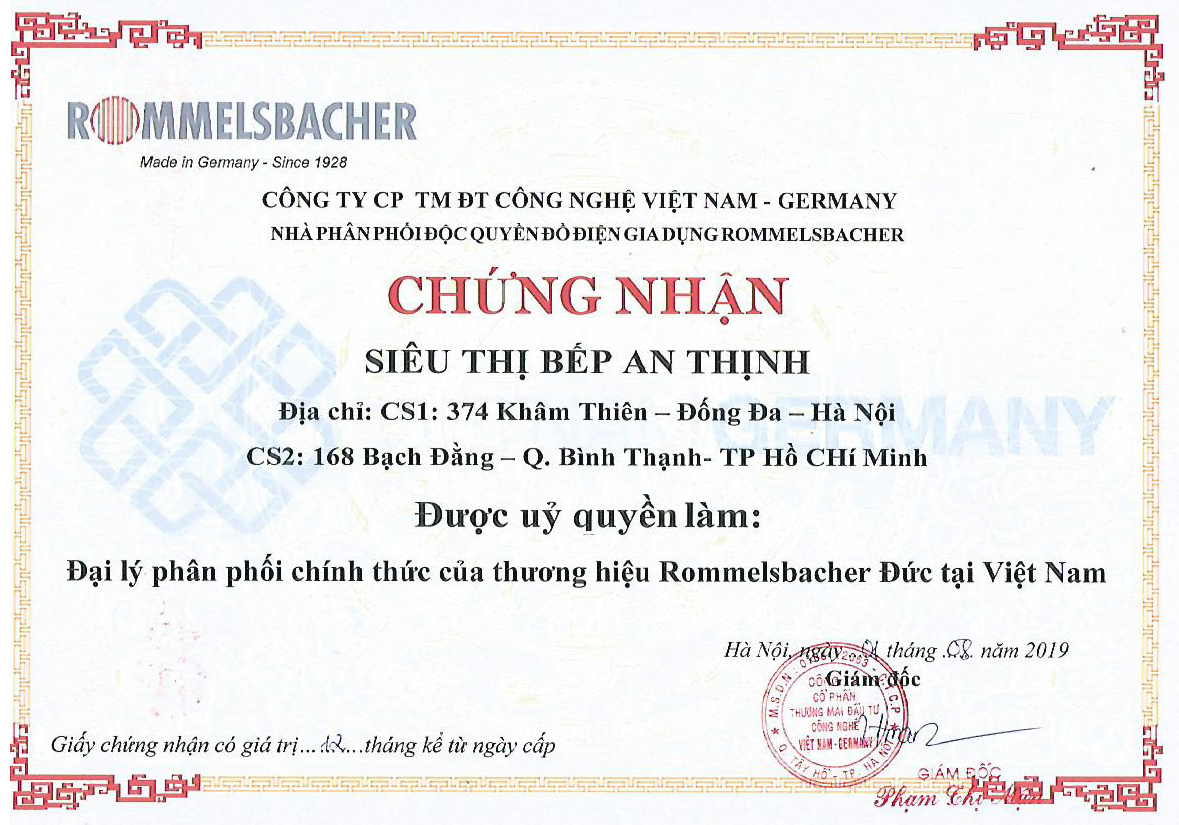 ROMMELSBACHER
Made in Germany - Since 1928
CÔNG TY CP TM ĐT CÔNG NGHỆ VIỆT NAM - GERMANY
NHÀ PHÂN PHỐI ĐỘC QUYỀN ĐỒ ĐIỆN GIA DỤNG ROMMELSBACHER
CHỨNG NHẬN
SIÊU THỊ BẾP AN THỊNH
Địa chỉ: CS1: 374 Khâm Thiên – Đống Đa – Hà Nội
GERMANY
CS2: 168 Bạch Đằng – Q. Bình Thạnh- TP Hồ CHí Minh
Được uỷ quyền làm:
Đại lý phân phối chính thức của thương hiệu Rommelsbacher Đức tại Việt Nam
Hà Nội, ngày..01 tháng .08. năm 2019
Giám đốc
M.S.D.N:
C.T.C.P
CÔNG
CỔ PHẦN
THƯƠNG MẠI ĐẦU TƯ
CÔNG NGHỆ
VIỆT NAM - GERMANY
Q. TÂY HỒ - TP. HÀ NỘI
Giấy chứng nhận có giá trị...12...tháng kể từ ngày cấp
GIÁM ĐỐC
Phạm Thị